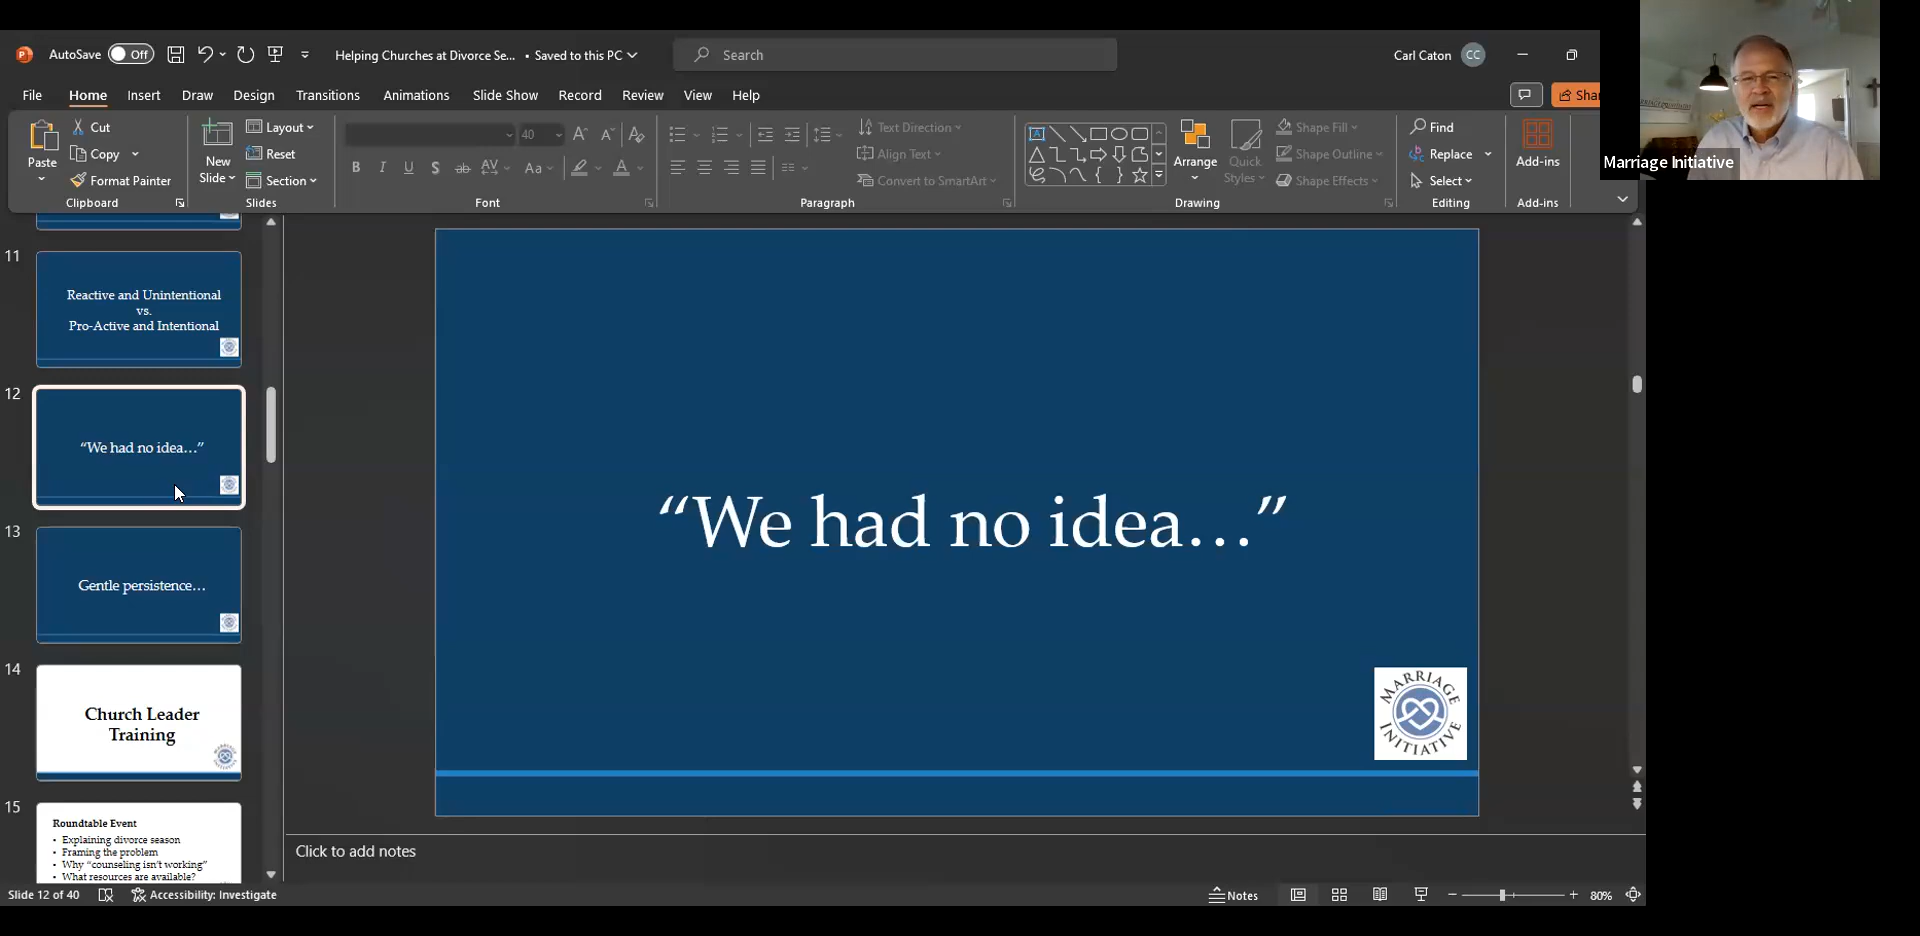 AutoSave Off Helping Churches at Divorce Se... • Saved to this PC Search Carl Caton CC
File Home Insert Draw Design Transitions Animations Slide Show Record Review View Help Shar
Paste Cut Copy Format Painter Clipboard
New Slide Layout Reset Section Slides
40 B I U S ab AV Aa A Font
Text Direction Align Text Convert to SmartArt Paragraph
Arrange Quick Styles Shape Fill Shape Outline Shape Effects Drawing
Find Replace Select Editing
Add-ins Add-ins
Marriage Initiative
11
Reactive and Unintentional
vs.
Pro-Active and Intentional
12
“We had no idea...”
13
Gentle persistence...
14
Church Leader
Training
15
Roundtable Event
• Explaining divorce season
• Framing the problem
• Why “counseling isn't working”
• What resources are available?
“We had no idea...”
MARRIAGE
INITIATIVE
Click to add notes
Slide 12 of 40 Accessibility: Investigate Notes 80%